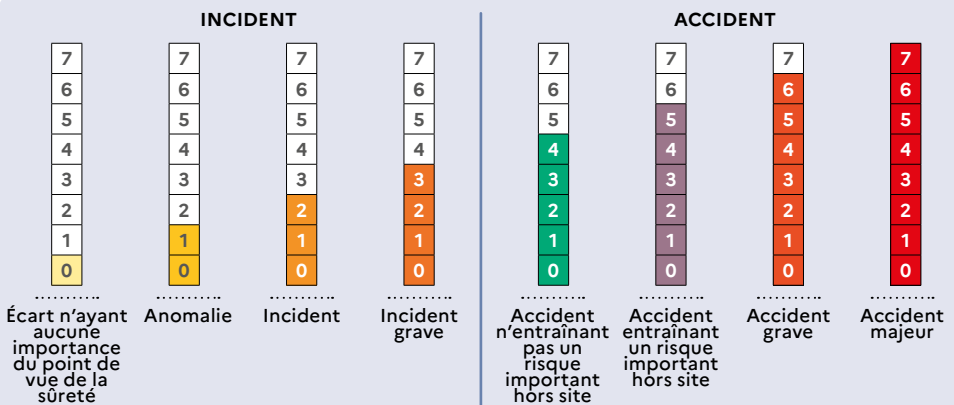 INCIDENT
ACCIDENT
7 7 7 7 7 7 7 7
6 6 6 6 6 6 6 6
5 5 5 5 5 5 5 5
4 4 4 4 4 4 4 4
3 3 3 3 3 3 3 3
2 2 2 2 2 2 2 2
1 1 1 1 1 1 1 1
0 0 0 0 0 0 0 0
Écart n'ayant
aucune
importance
du point de
vue de la
sûreté
Anomalie
Incident
Incident
grave
Accident
n'entraînant
pas un
risque
important
hors site
Accident
entraînant
un risque
important
hors site
Accident
grave
Accident
majeur